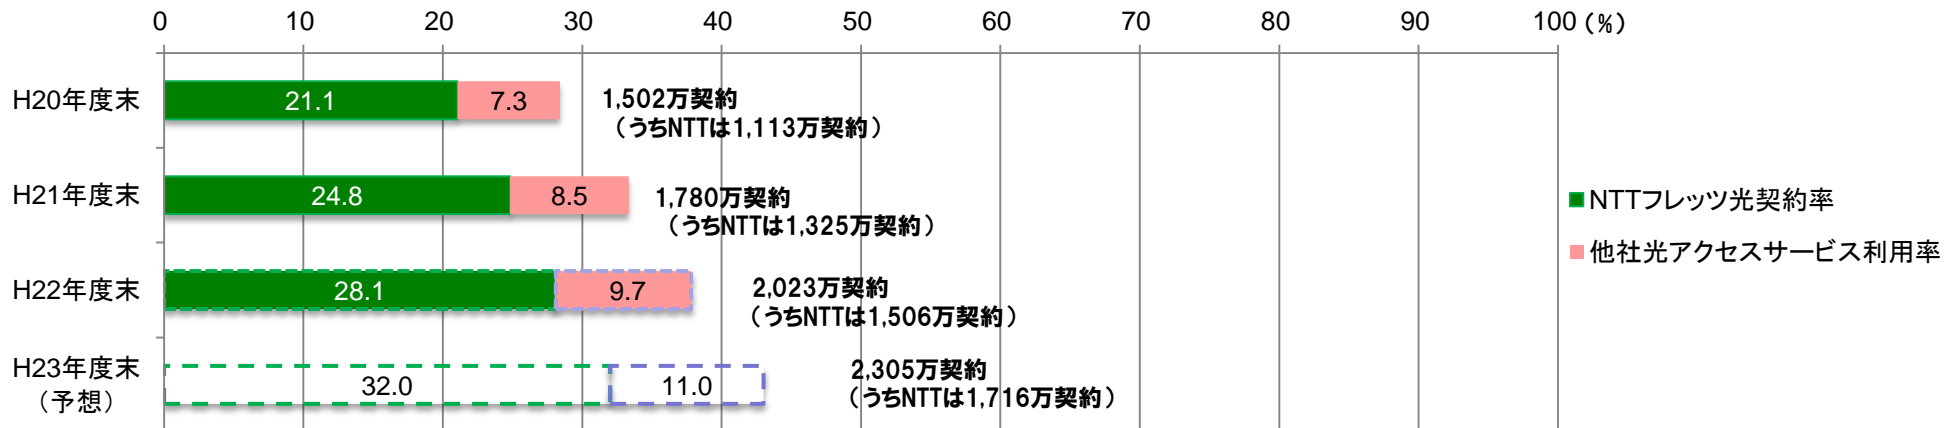 0 10 20 30 40 50 60 70 80 90 100 (%)
H20年度末 21.1 7.3 1,502万契約
（うちNTTは1,113万契約）
H21年度末 24.8 8.5 1,780万契約
（うちNTTは1,325万契約）
NTTフレッツ光契約率
他社光アクセスサービス利用率
H22年度末 28.1 9.7 2,023万契約
（うちNTTは1,506万契約）
H23年度末 32.0 11.0 2,305万契約
（予想） （うちNTTは1,716万契約）